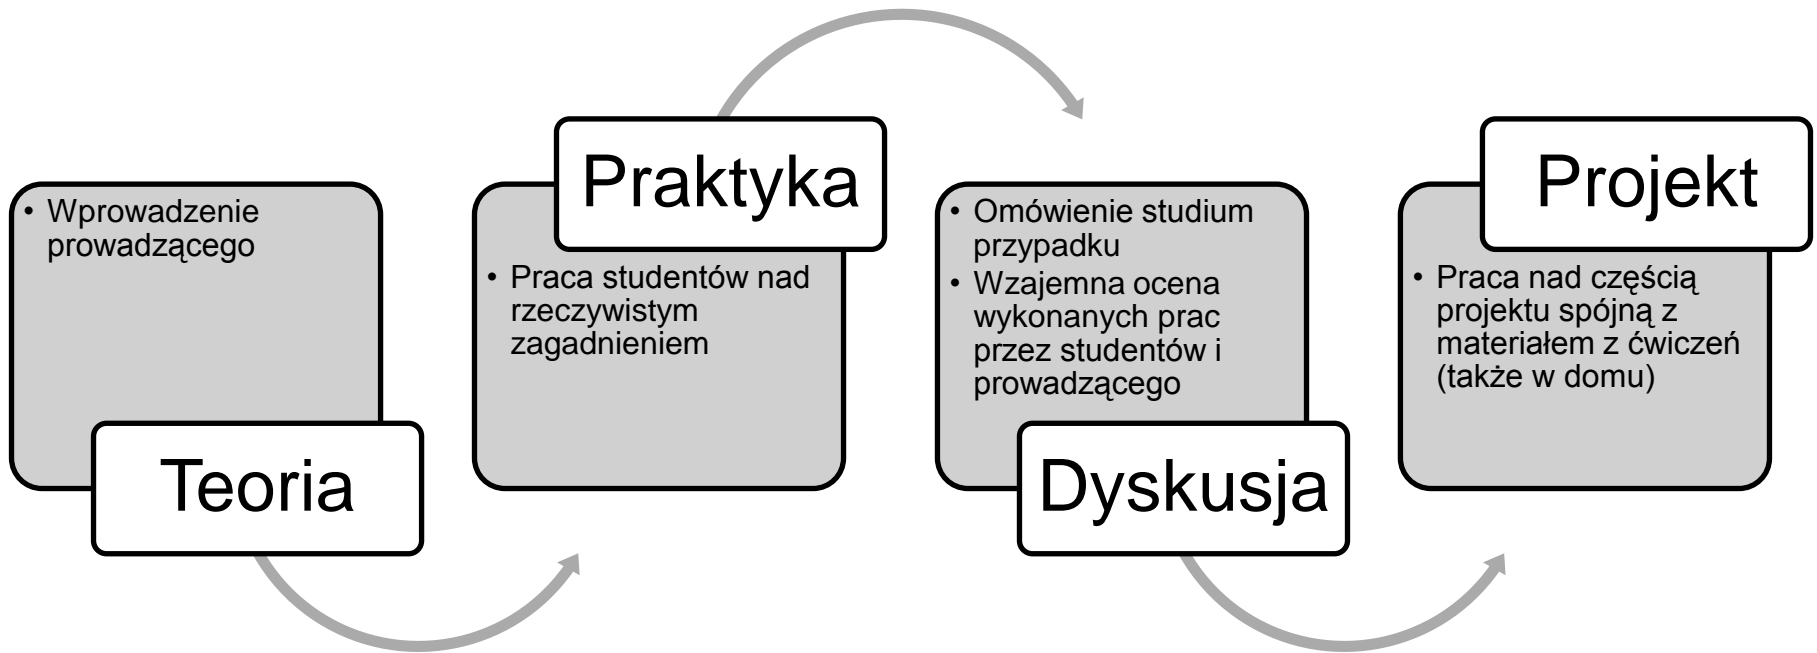 • Wprowadzenie
prowadzącego
Teoria
Praktyka
• Praca studentów nad
rzeczywistym
zagadnieniem
• Omówienie studium
przypadku
• Wzajemna ocena
wykonanych prac
przez studentów i
prowadzącego
Dyskusja
Projekt
• Praca nad częścią
projektu spójną z
materiałem z ćwiczeń
(także w domu)